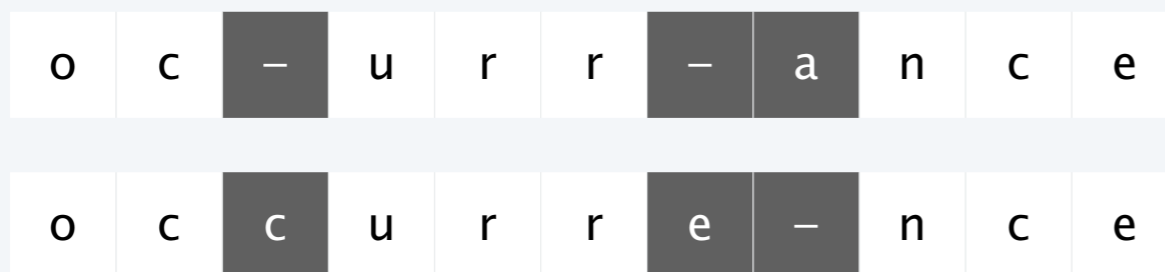 o c – u r r – a n c e
o c c u r r e – n c e